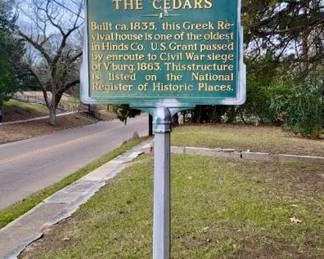 THE CEDARS
Built ca. 1835, this Greek Re-
vival house is one of the oldest
in Hinds Co. U.S. Grant passed
by enroute to Civil War siege
of V'burg, 1863. This structure
is listed on the National
Register of Historic Places.